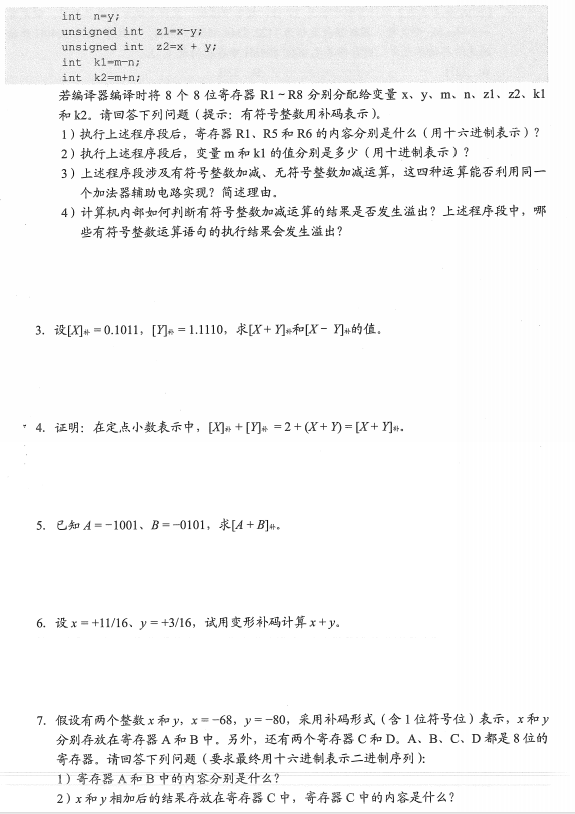 int n=y;
unsigned int z1=x-y;
unsigned int z2=x + y;
int k1=m-n;
int k2=m+n;
若编译器编译时将 8 个 8 位寄存器 R1~R8 分别分配给变量 x、y、m、n、z1、z2、k1
和 k2。请回答下列问题(提示:有符号整数用补码表示)。
1)执行上述程序段后,寄存器 R1、R5 和 R6 的内容分别是什么(用十六进制表示)?
2)执行上述程序段后,变量 m 和 k1 的值分别是多少(用十进制表示)?
3)上述程序段涉及有符号整数加减、无符号整数加减运算,这四种运算能否利用同一
个加法器辅助电路实现?简述理由。
4)计算机内部如何判断有符号整数加减运算的结果是否发生溢出?上述程序段中,哪
些有符号整数运算语句的执行结果会发生溢出?
3. 设[X]补 = 0.1011,[Y]补 = 1.1110,求[X + Y]补和[X − Y]补的值。
4. 证明:在定点小数表示中,[X]补 + [Y]补 = 2 + (X + Y) = [X + Y]补。
5. 已知 A = −1001、B = −0101,求[A + B]补。
6. 设 x = +11/16、y = +3/16,试用变形补码计算 x + y。
7. 假设有两个整数 x 和 y,x = −68,y = −80,采用补码形式(含 1 位符号位)表示,x 和 y
分别存放在寄存器 A 和 B 中。另外,还有两个寄存器 C 和 D。A、B、C、D 都是 8 位的
寄存器。请回答下列问题(要求最终用十六进制表示二进制序列):
1)寄存器 A 和 B 中的内容分别是什么?
2)x 和 y 相加后的结果存放在寄存器 C 中,寄存器 C 中的内容是什么?